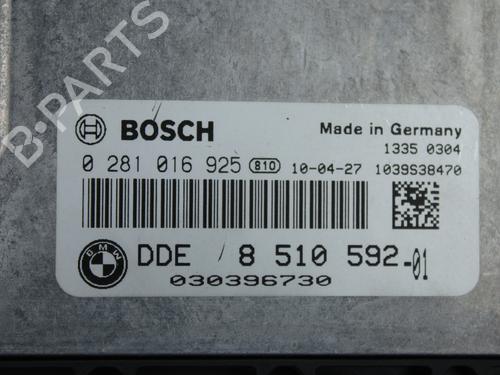 B-PARTS
BOSCH
Made in Germany
1335 0304
0 281 016 925 810 10-04-27 1039S38470
BMW
DDE / 8 510 592-01
030396730